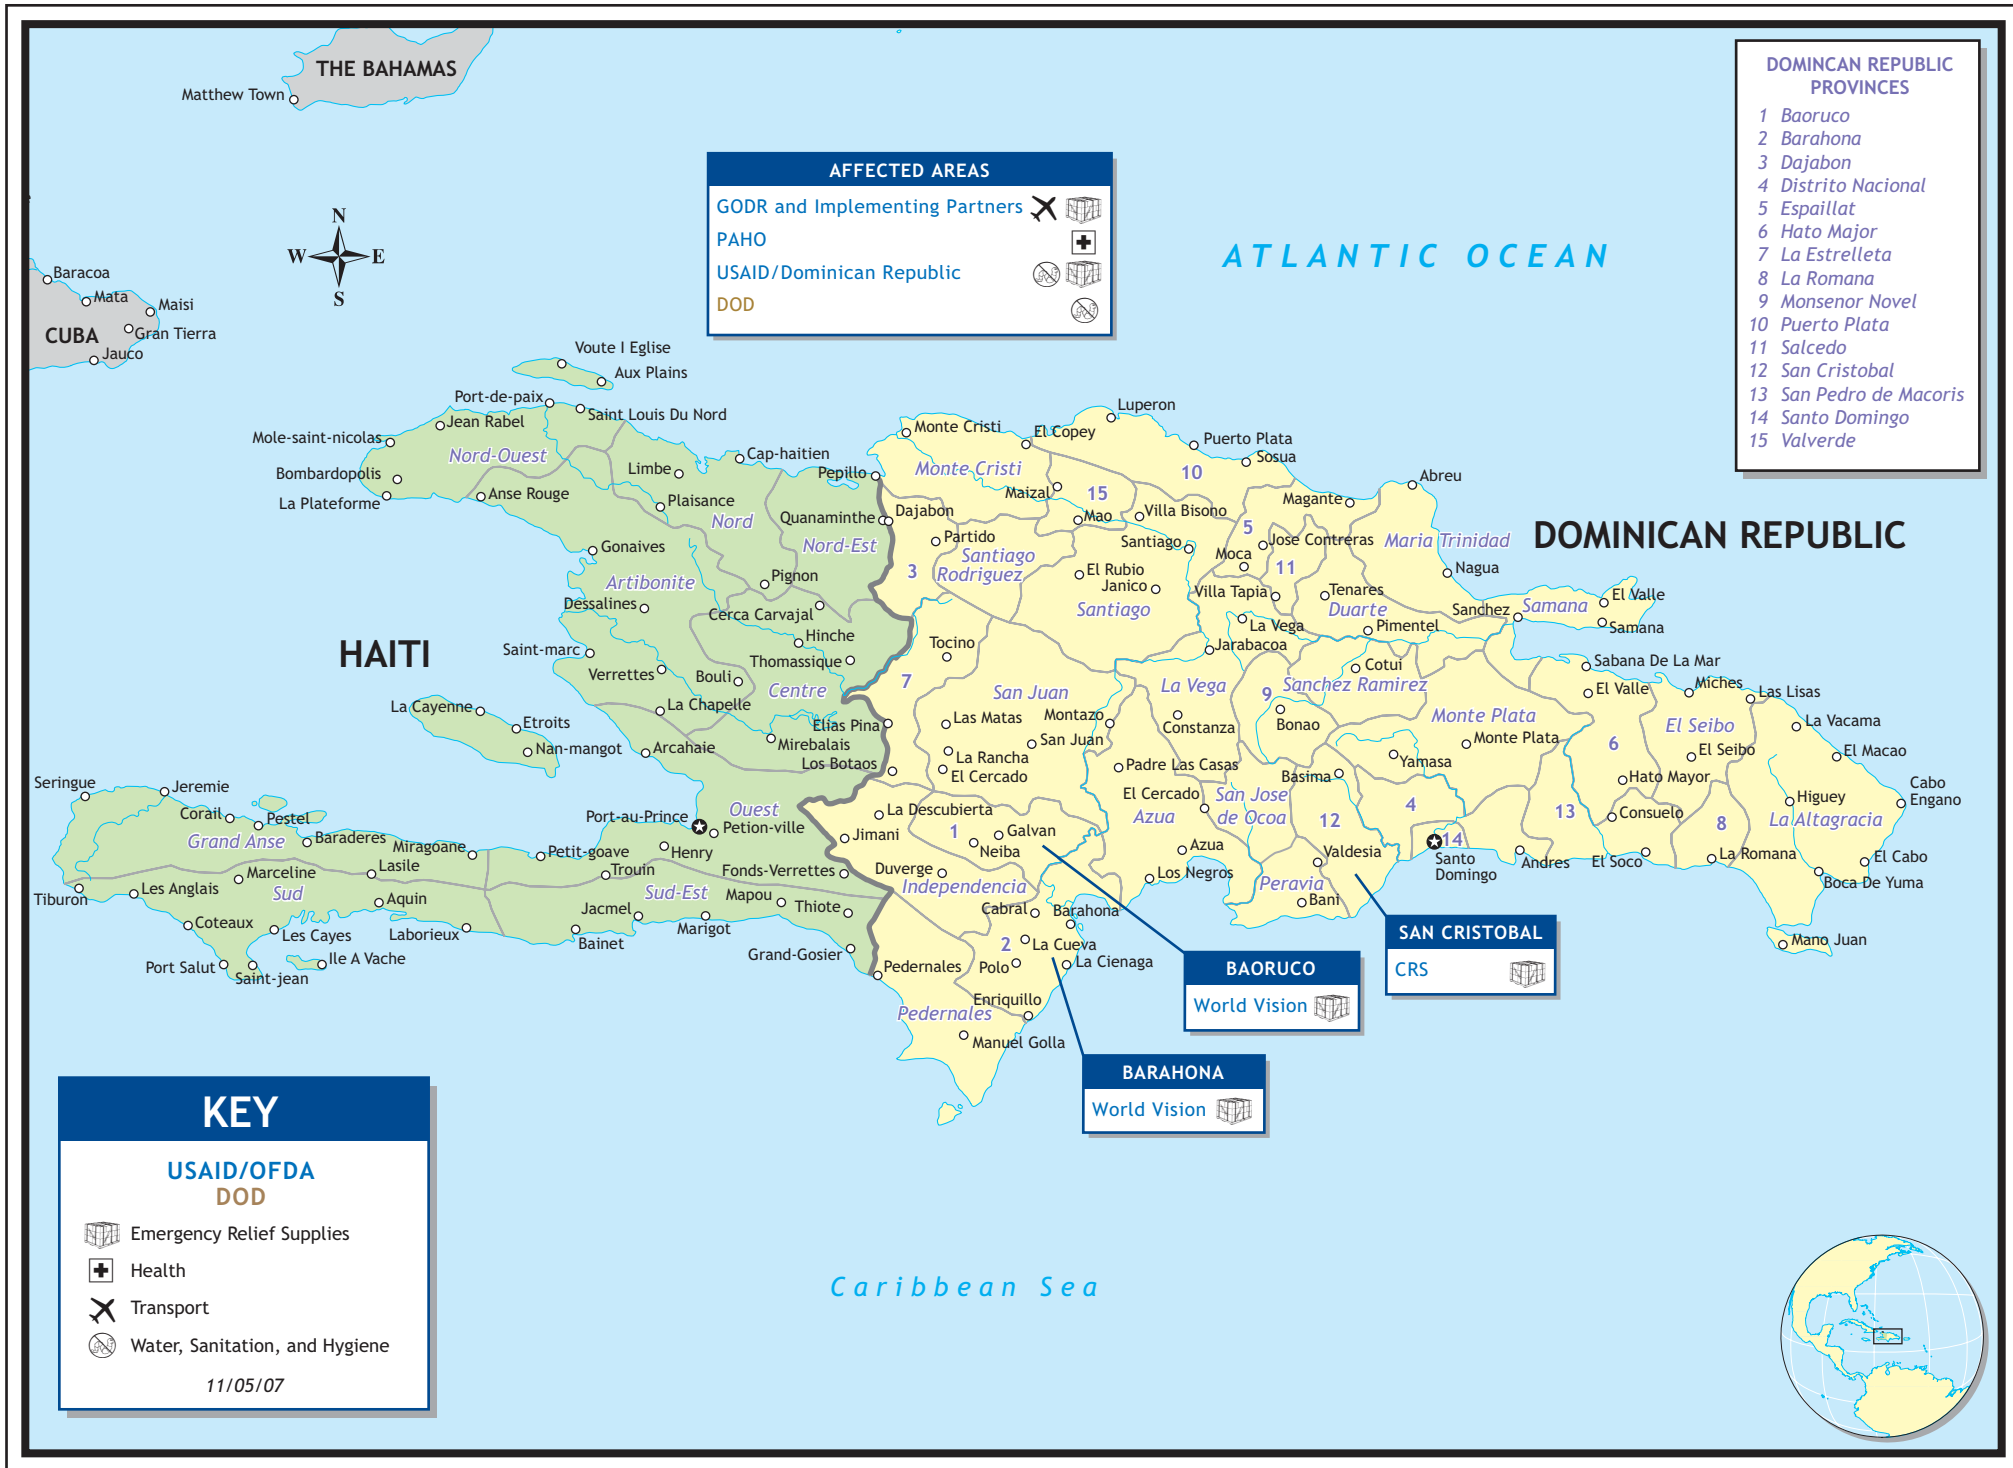 THE BAHAMAS
Matthew Town
DOMINCAN REPUBLIC
PROVINCES
1 Baoruco
2 Barahona
3 Dajabon
4 Distrito Nacional
5 Espaillat
6 Hato Major
7 La Estrelleta
8 La Romana
9 Monsenor Novel
10 Puerto Plata
11 Salcedo
12 San Cristobal
13 San Pedro de Macoris
14 Santo Domingo
15 Valverde
AFFECTED AREAS
GODR and Implementing Partners
PAHO
USAID/Dominican Republic
DOD
N
W
E
S
ATLANTIC OCEAN
Baracoa
Mata
Maisi
CUBA
Gran Tierra
Jauco
Voute I Eglise
Aux Plains
Port-de-paix
Saint Louis Du Nord
Jean Rabel
Mole-saint-nicolas
Nord-Ouest
Bombardopolis
La Plateforme
Anse Rouge
Limbe
Cap-haitien
Pepillo
Plaisance
Nord
Quanaminthe
Nord-Est
Gonaives
Artibonite
Pignon
Dessalines
Cerca Carvajal
Hinche
HAITI
Saint-marc
Thomassique
Verrettes
Bouli
Centre
La Cayenne
La Chapelle
Etroits
Elias Pina
Nan-mangot
Arcahaie
Mirebalais
Los Botaos
Seringue
Jeremie
Corail
Pestel
Grand Anse
Baraderes
Miragoane
Port-au-Prince
Ouest
Petion-ville
Petit-goave
Henry
Marceline
Lasile
Trouin
Fonds-Verrettes
Tiburon
Les Anglais
Sud
Aquin
Sud-Est
Mapou
Thiote
Jacmel
Coteaux
Les Cayes
Laborieux
Bainet
Marigot
Grand-Gosier
Port Salut
Saint-jean
Ile A Vache
Luperon
Monte Cristi
El Copey
Puerto Plata
Sosua
Monte Cristi
10
Abreu
Maizal
15
Magante
Dajabon
Mao
Villa Bisono
DOMINICAN REPUBLIC
5
Partido
Santiago
Jose Contreras
Maria Trinidad
Santiago
Rodriguez
Moca
3
El Rubio
11
Nagua
Janico
Villa Tapia
Tenares
El Valle
Santiago
Duarte
Sanchez
Samana
La Vega
Pimentel
Samana
Tocino
Jarabacoa
Cotui
Sabana De La Mar
7
San Juan
La Vega
9
Sanchez Ramirez
El Valle
Miches
Las Lisas
Las Matas
Montazo
Constanza
Bonao
Monte Plata
El Seibo
La Vacama
San Juan
Monte Plata
6
El Seibo
El Macao
La Rancha
El Cercado
Padre Las Casas
Basima
Yamasa
Hato Mayor
Cabo
Engano
La Descubierta
El Cercado
San Jose
de Ocoa
4
Higuey
Azua
13
Consuelo
La Altagracia
Jimani
1
Galvan
12
8
Neiba
Azua
Valdesia
14
Santo
Domingo
Andres
El Soco
La Romana
El Cabo
Duverge
Los Negros
Boca De Yuma
Independencia
Peravia
Bani
Cabral
Barahona
2
La Cueva
Mano Juan
Pedernales
Polo
La Cienaga
Enriquillo
Pedernales
Manuel Golla
SAN CRISTOBAL
CRS
BAORUCO
World Vision
BARAHONA
World Vision
KEY
USAID/OFDA
DOD
Emergency Relief Supplies
Health
Transport
Water, Sanitation, and Hygiene
11/05/07
Caribbean Sea